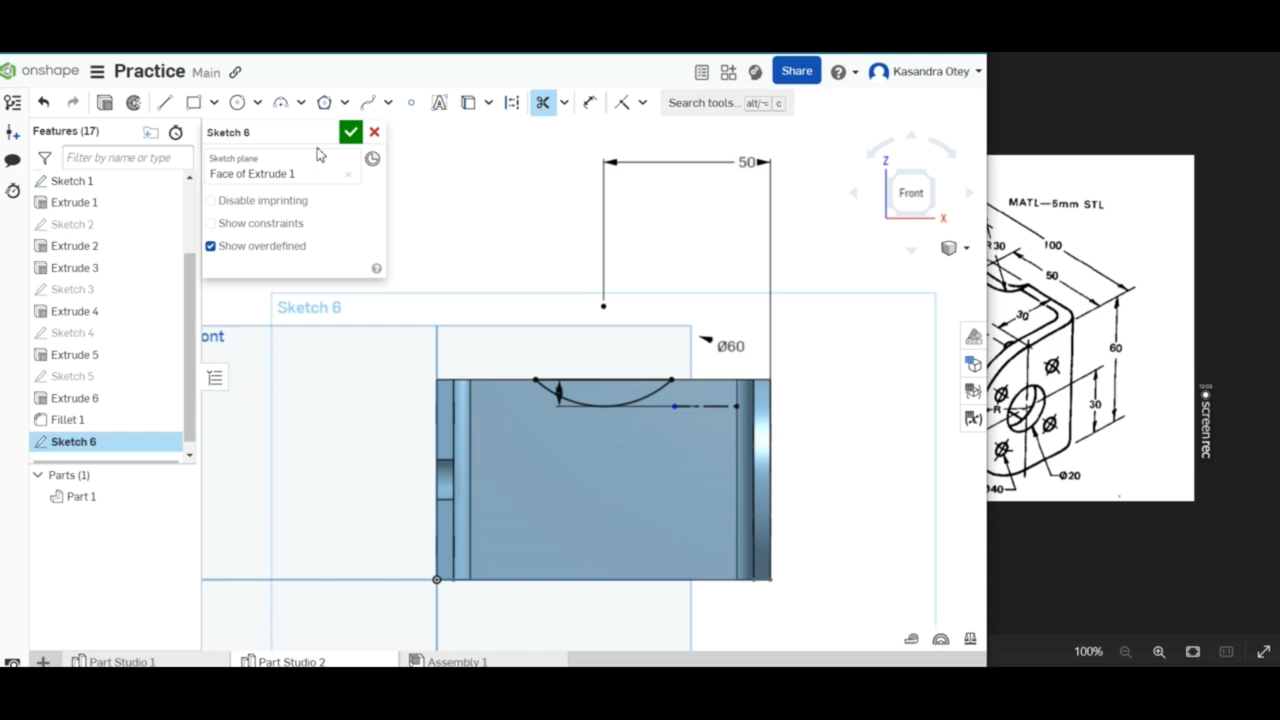 onshape
Practice
Main
Share
Kasandra Otey
Search tools...
alt/⌥
c
Features (17)
Filter by name or type
Sketch 1
Extrude 1
Sketch 2
Extrude 2
Extrude 3
Sketch 3
Extrude 4
Sketch 4
Extrude 5
Sketch 5
Extrude 6
Fillet 1
Sketch 6
Parts (1)
Part 1
Sketch 6
Sketch plane
Face of Extrude 1
Disable imprinting
Show constraints
Show overdefined
50
Z
Front
X
Sketch 6
ont
Ø60
Part Studio 1
Part Studio 2
Assembly 1
MATL—5mm STL
R30
100
50
30
60
30
R
Ø20
Ø40
screenrec
100%